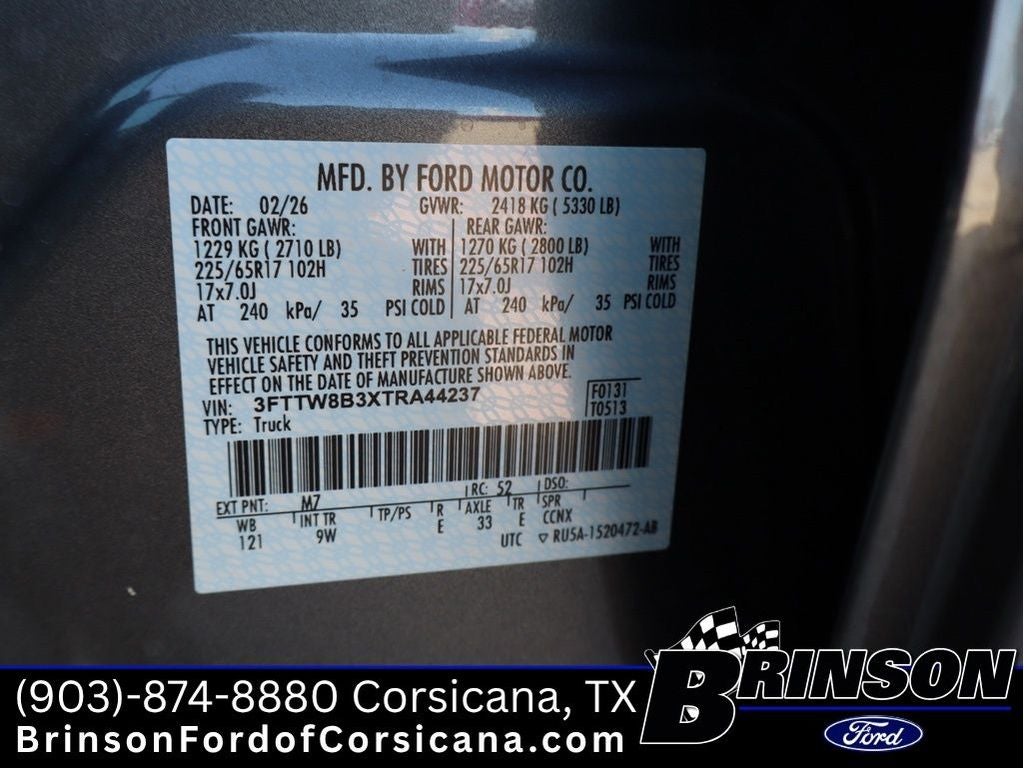 MFD. BY FORD MOTOR CO.
DATE: 02/26 GVWR: 2418 KG ( 5330 LB)
FRONT GAWR: REAR GAWR:
1229 KG ( 2710 LB) WITH 1270 KG ( 2800 LB) WITH
225/65R17 102H TIRES 225/65R17 102H TIRES
17x7.0J RIMS 17x7.0J RIMS
AT 240 kPa/ 35 PSI COLD AT 240 kPa/ 35 PSI COLD
THIS VEHICLE CONFORMS TO ALL APPLICABLE FEDERAL MOTOR
VEHICLE SAFETY AND THEFT PREVENTION STANDARDS IN
EFFECT ON THE DATE OF MANUFACTURE SHOWN ABOVE.
VIN: 3FTTW8B3XTRA44237 F0131
TYPE: Truck T0513
EXT PNT: M7 RC: 52 DSO:
WB INT TR TP/PS R AXLE TR SPR
121 9W E 33 E CCNX
UTC ▽ RU5A-1520472-AB
(903)-874-8880 Corsicana, TX
BrinsonFordofCorsicana.com
BRINSON
Ford